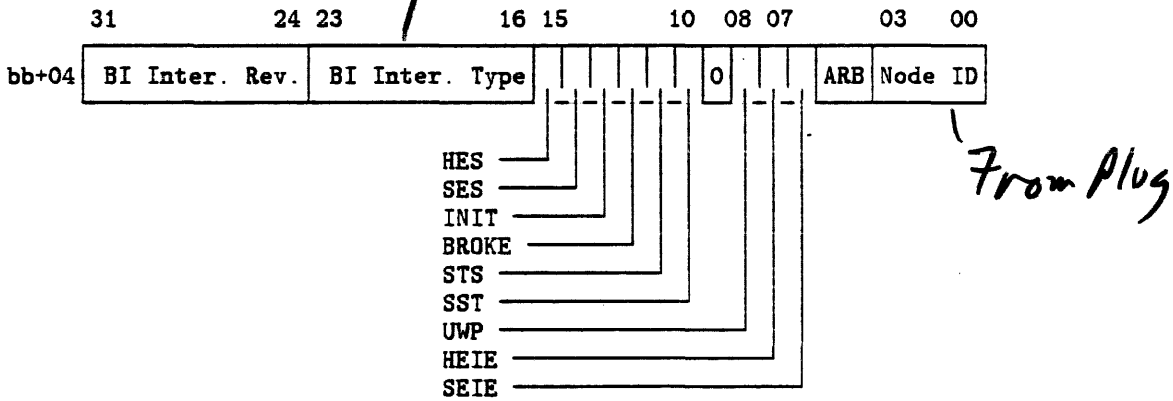 31 24 23 16 15 10 08 07 03 00
bb+04 BI Inter. Rev. BI Inter. Type 0 ARB Node ID
HES
SES
INIT
BROKE
STS
SST
UWP
HEIE
SEIE
From Plug